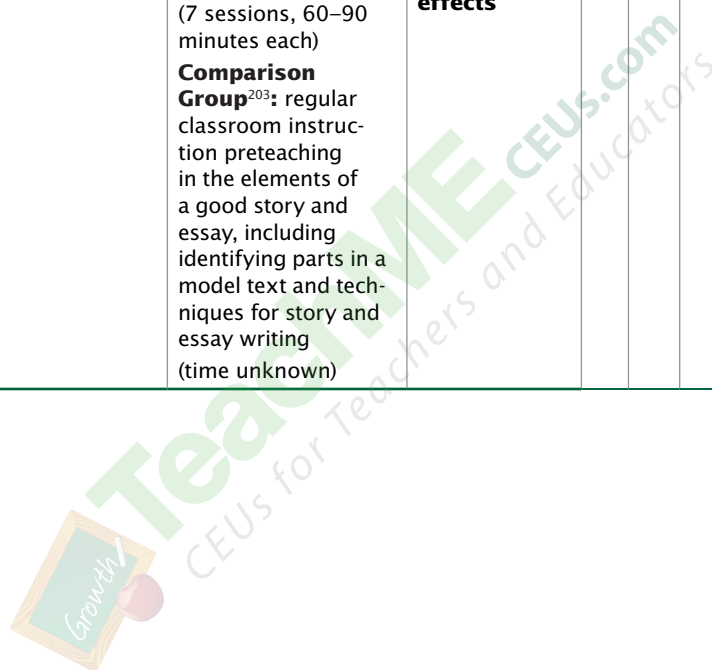 (7 sessions, 60–90
minutes each)
Comparison
Group203: regular
classroom instruc-
tion preteaching
in the elements of
a good story and
essay, including
identifying parts in a
model text and tech-
niques for story and
essay writing
(time unknown)
effects
TeachME CEUs.com
CEUs for Teachers and Educators
Growth